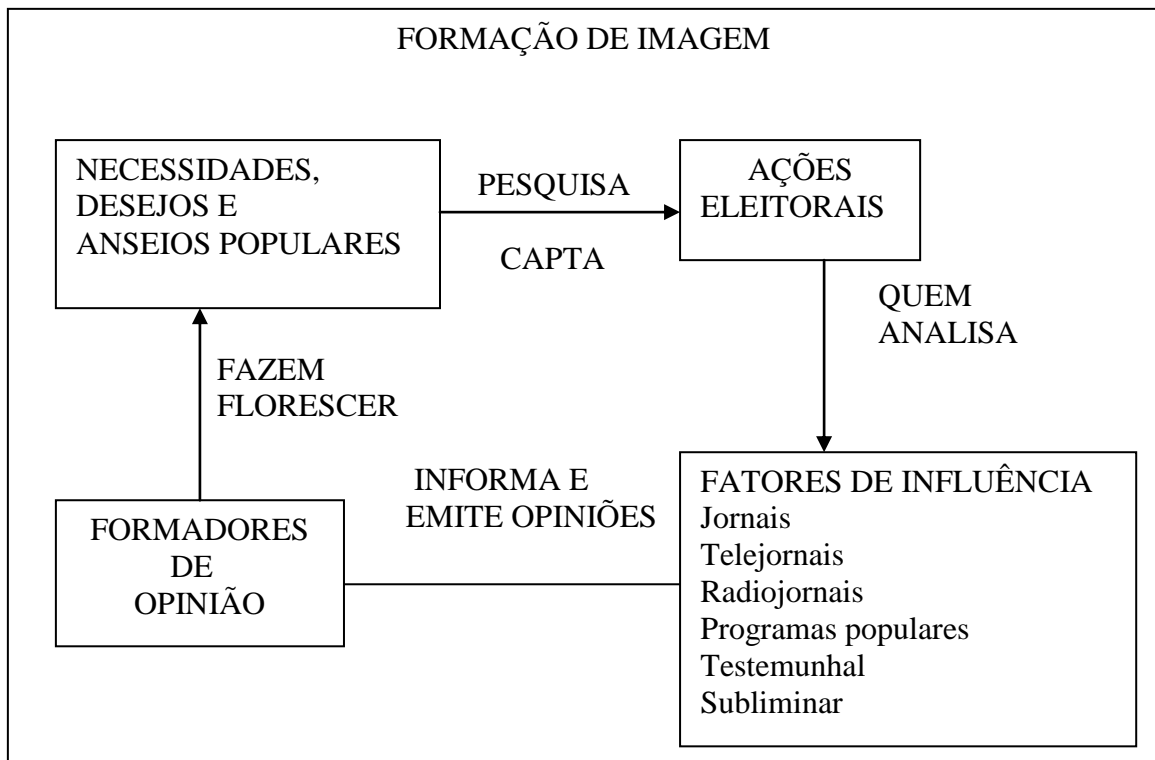 FORMAÇÃO DE IMAGEM
NECESSIDADES,
DESEJOS E
ANSEIOS POPULARES
PESQUISA
CAPTA
AÇÕES
ELEITORAIS
QUEM
ANALISA
FAZEM
FLORESCER
INFORMA E
EMITE OPINIÕES
FORMADORES
DE
OPINIÃO
FATORES DE INFLUÊNCIA
Jornais
Telejornais
Radiojornais
Programas populares
Testemunhal
Subliminar